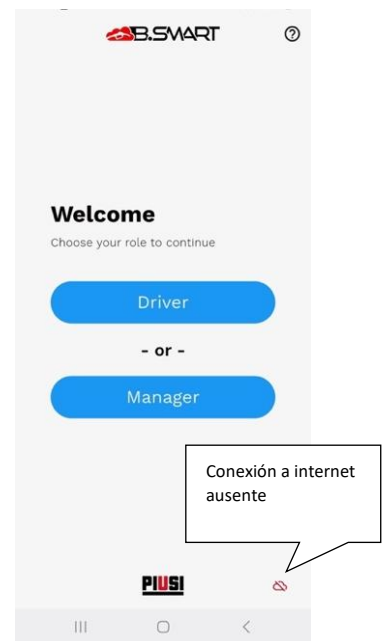 B.SMART
Welcome
Choose your role to continue
Driver
- or -
Manager
Conexión a internet
ausente
PIUSI